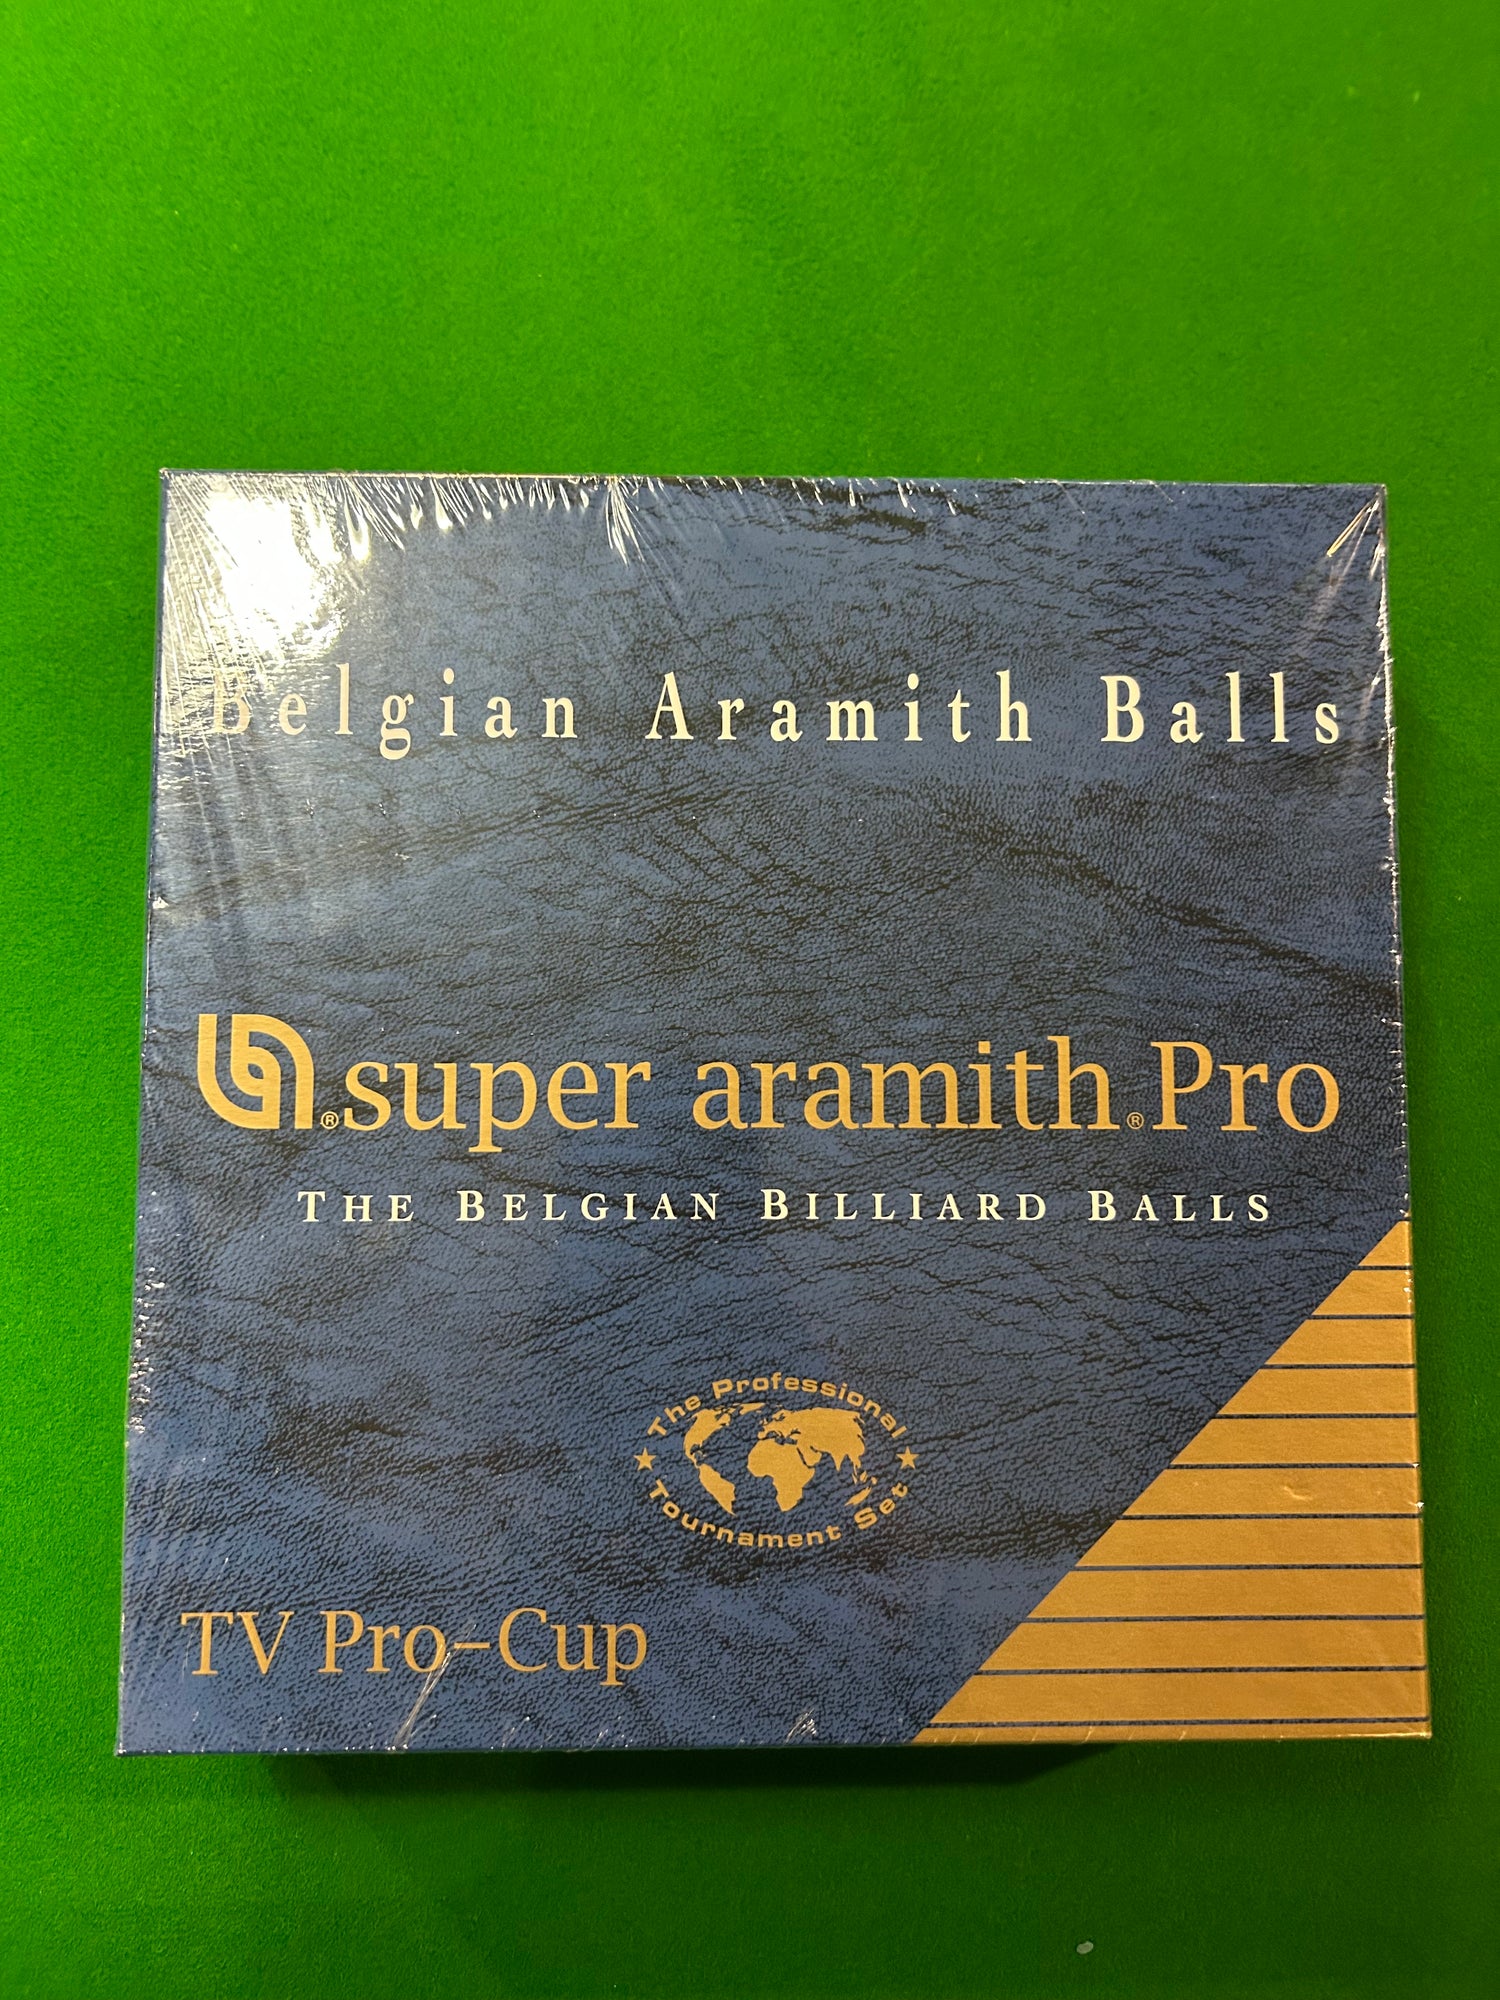 Belgian Aramith Balls
® super aramith® Pro
THE BELGIAN BILLIARD BALLS
The Professional
Tournament Set
TV Pro-Cup